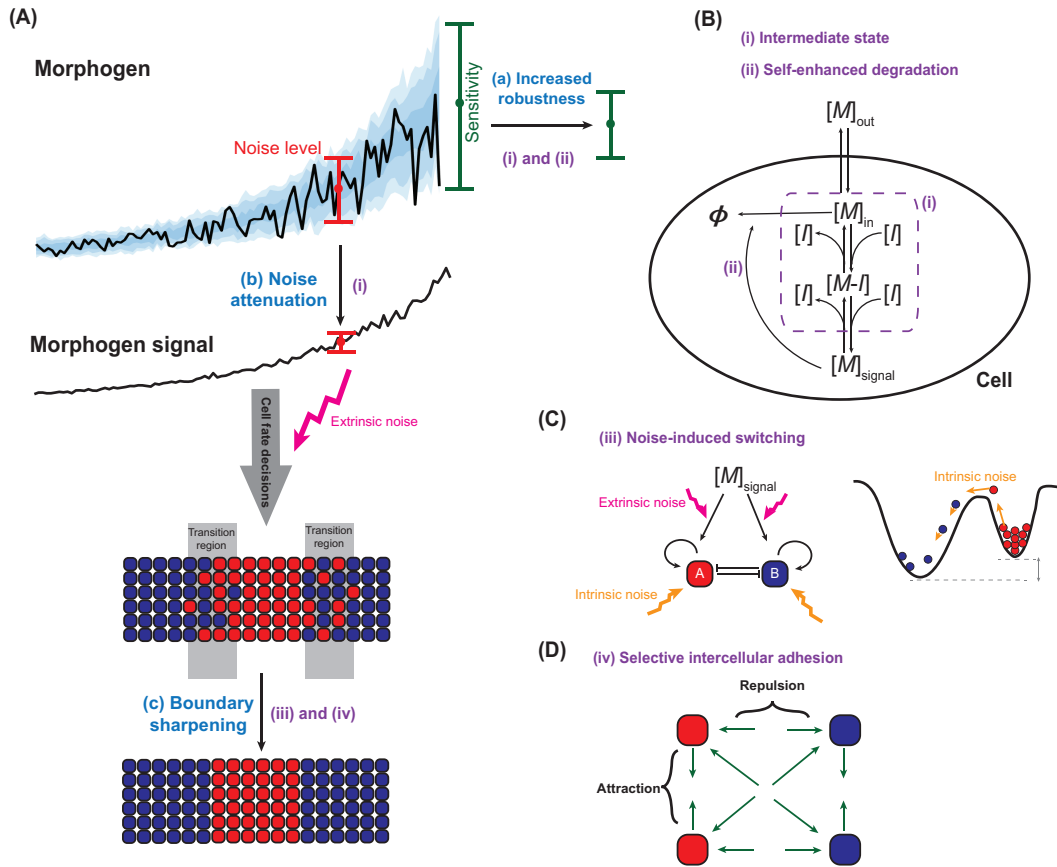 (A)
Morphogen
Noise level
Sensitivity
(a) Increased
robustness
(i) and (ii)
(b) Noise
attenuation
(i)
Morphogen signal
Extrinsic noise
Cell fate decisions
Transition
region
Transition
region
(c) Boundary
sharpening
(iii) and (iv)
(B)
(i) Intermediate state
(ii) Self-enhanced degradation
[M]out
(i)
ϕ
[M]in
[I]
[I]
(ii)
[M-I]
[I]
[I]
[M]signal
Cell
(C)
(iii) Noise-induced switching
[M]signal
Extrinsic noise
A
B
Intrinsic noise
Intrinsic noise
(D)
(iv) Selective intercellular adhesion
Repulsion
Attraction